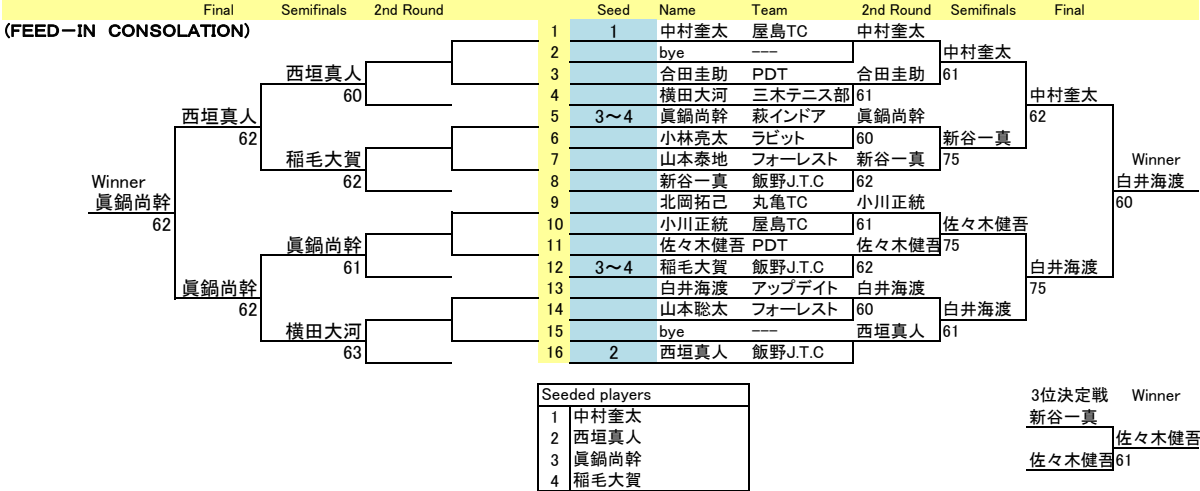 Final Semifinals 2nd Round Seed Name Team 2nd Round Semifinals Final
(FEED-IN CONSOLATION) 1 1 中村奎太 屋島TC 中村奎太
2 bye --- 中村奎太
西垣真人 3 合田圭助 PDT 合田圭助 61
60 4 横田大河 三木テニス部 61 中村奎太
西垣真人 5 3～4 眞鍋尚幹 萩インドア 眞鍋尚幹 62
62 6 小林亮太 ラビット 60 新谷一真
稲毛大賀 7 山本泰地 フォーレスト 新谷一真 75 Winner
Winner 62 8 新谷一真 飯野J.T.C 62 白井海渡
眞鍋尚幹 9 北岡拓己 丸亀TC 小川正統 60
62 10 小川正統 屋島TC 61 佐々木健吾
眞鍋尚幹 11 佐々木健吾 PDT 佐々木健吾 75
61 12 3～4 稲毛大賀 飯野J.T.C 62 白井海渡
眞鍋尚幹 13 白井海渡 アップデイト 白井海渡 75
62 14 山本聡太 フォーレスト 60 白井海渡
横田大河 15 bye --- 西垣真人 61
63 16 2 西垣真人 飯野J.T.C
Seeded players 3位決定戦 Winner
1 中村奎太 新谷一真
2 西垣真人 佐々木健吾
3 眞鍋尚幹 佐々木健吾 61
4 稲毛大賀